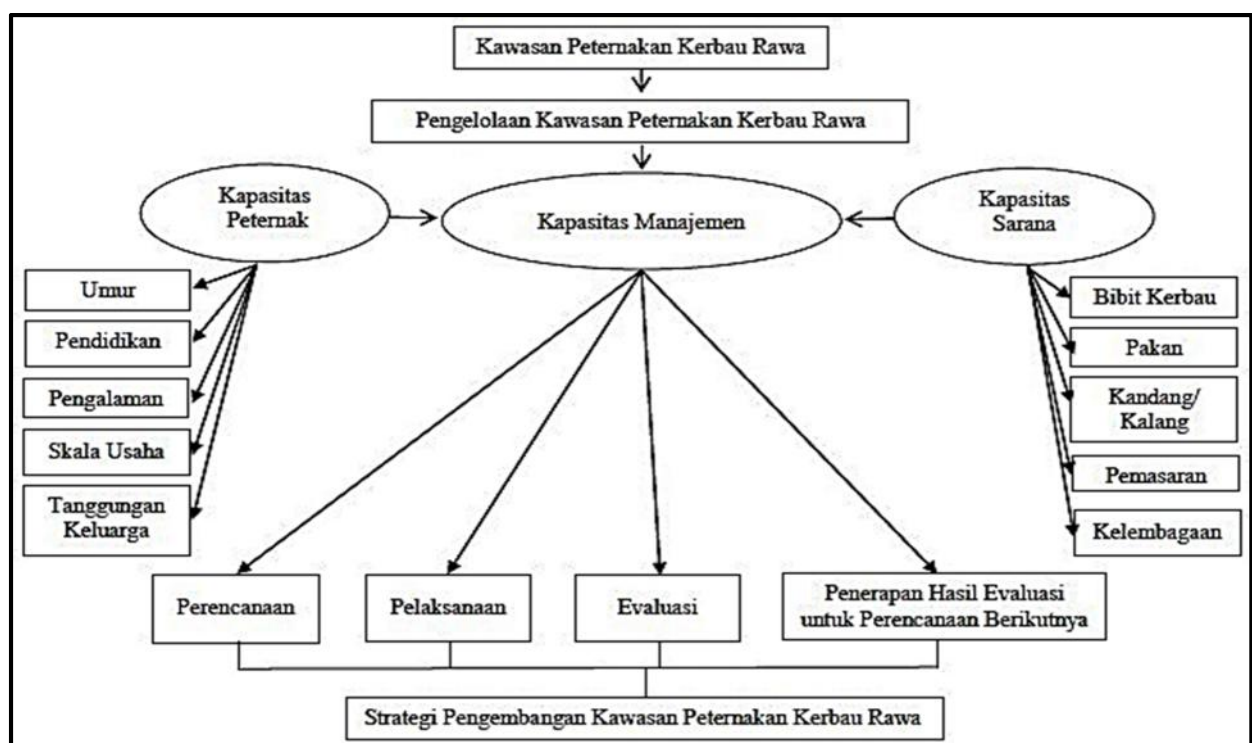 Kawasan Peternakan Kerbau Rawa
Pengelolaan Kawasan Peternakan Kerbau Rawa
Kapasitas
Peternak
Kapasitas Manajemen
Kapasitas
Sarana
Umur
Pendidikan
Pengalaman
Skala Usaha
Tanggungan
Keluarga
Bibit Kerbau
Pakan
Kandang/
Kalang
Pemasaran
Kelembagaan
Perencanaan
Pelaksanaan
Evaluasi
Penerapan Hasil Evaluasi
untuk Perencanaan Berikutnya
Strategi Pengembangan Kawasan Peternakan Kerbau Rawa